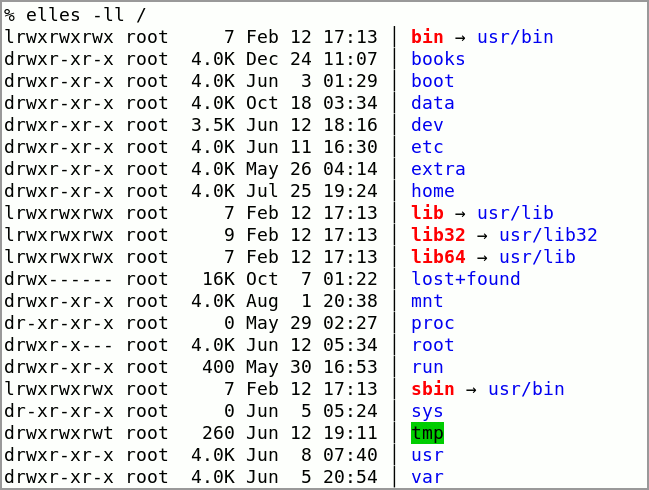 % elles -ll /
lrwxrwxrwx root     7 Feb 12 17:13 │ bin → usr/bin
drwxr-xr-x root  4.0K Dec 24 11:07 │ books
drwxr-xr-x root  4.0K Jun  3 01:29 │ boot
drwxr-xr-x root  4.0K Oct 18 03:34 │ data
drwxr-xr-x root  3.5K Jun 12 18:16 │ dev
drwxr-xr-x root  4.0K Jun 11 16:30 │ etc
drwxr-xr-x root  4.0K May 26 04:14 │ extra
drwxr-xr-x root  4.0K Jul 25 19:24 │ home
lrwxrwxrwx root     7 Feb 12 17:13 │ lib → usr/lib
lrwxrwxrwx root     9 Feb 12 17:13 │ lib32 → usr/lib32
lrwxrwxrwx root     7 Feb 12 17:13 │ lib64 → usr/lib
drwx------ root   16K Oct  7 01:22 │ lost+found
drwxr-xr-x root  4.0K Aug  1 20:38 │ mnt
dr-xr-xr-x root     0 May 29 02:27 │ proc
drwxr-x--- root  4.0K Jun 12 05:34 │ root
drwxr-xr-x root   400 May 30 16:53 │ run
lrwxrwxrwx root     7 Feb 12 17:13 │ sbin → usr/bin
dr-xr-xr-x root     0 Jun  5 05:24 │ sys
drwxrwxrwt root   260 Jun 12 19:11 │ tmp
drwxr-xr-x root  4.0K Jun  8 07:40 │ usr
drwxr-xr-x root  4.0K Jun  5 20:54 │ var